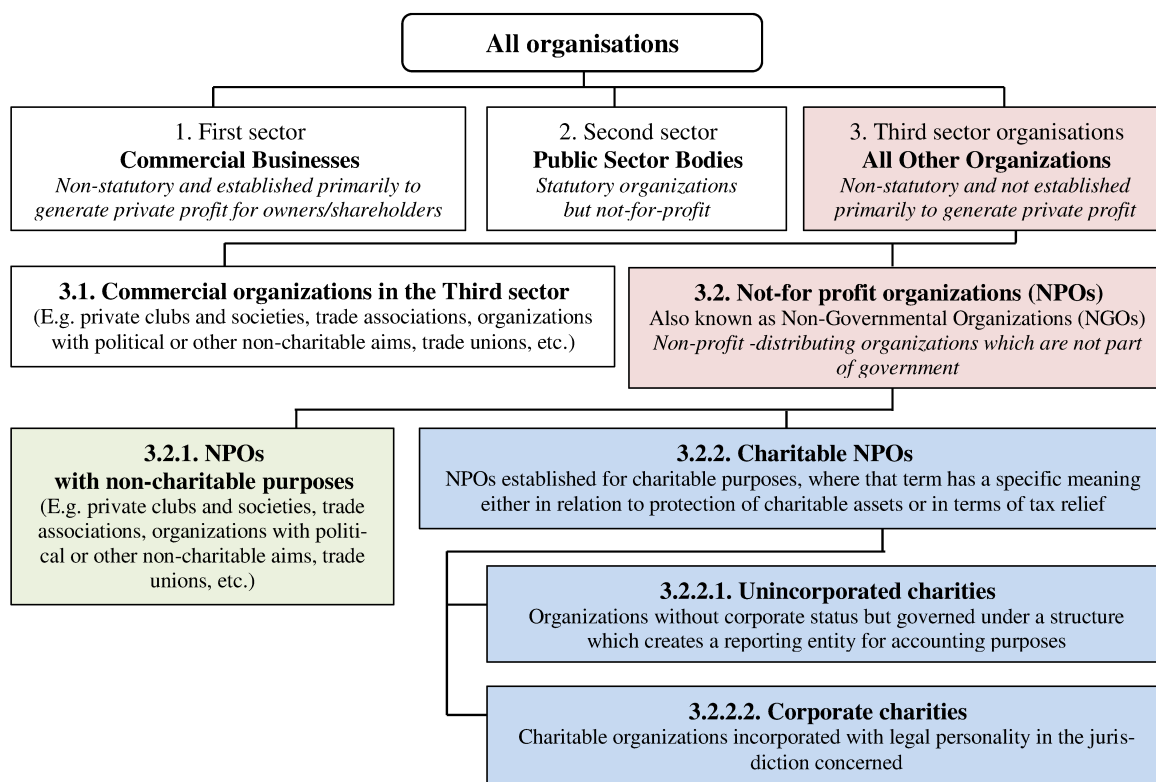 All organisations
1. First sector
Commercial Businesses
Non-statutory and established primarily to
generate private profit for owners/shareholders
2. Second sector
Public Sector Bodies
Statutory organizations
but not-for-profit
3. Third sector organisations
All Other Organizations
Non-statutory and not established
primarily to generate private profit
3.1. Commercial organizations in the Third sector
(E.g. private clubs and societies, trade associations, organizations
with political or other non-charitable aims, trade unions, etc.)
3.2. Not-for profit organizations (NPOs)
Also known as Non-Governmental Organizations (NGOs)
Non-profit -distributing organizations which are not part
of government
3.2.1. NPOs
with non-charitable purposes
(E.g. private clubs and societies, trade
associations, organizations with politi-
cal or other non-charitable aims, trade
unions, etc.)
3.2.2. Charitable NPOs
NPOs established for charitable purposes, where that term has a specific meaning
either in relation to protection of charitable assets or in terms of tax relief
3.2.2.1. Unincorporated charities
Organizations without corporate status but governed under a structure
which creates a reporting entity for accounting purposes
3.2.2.2. Corporate charities
Charitable organizations incorporated with legal personality in the juris-
diction concerned